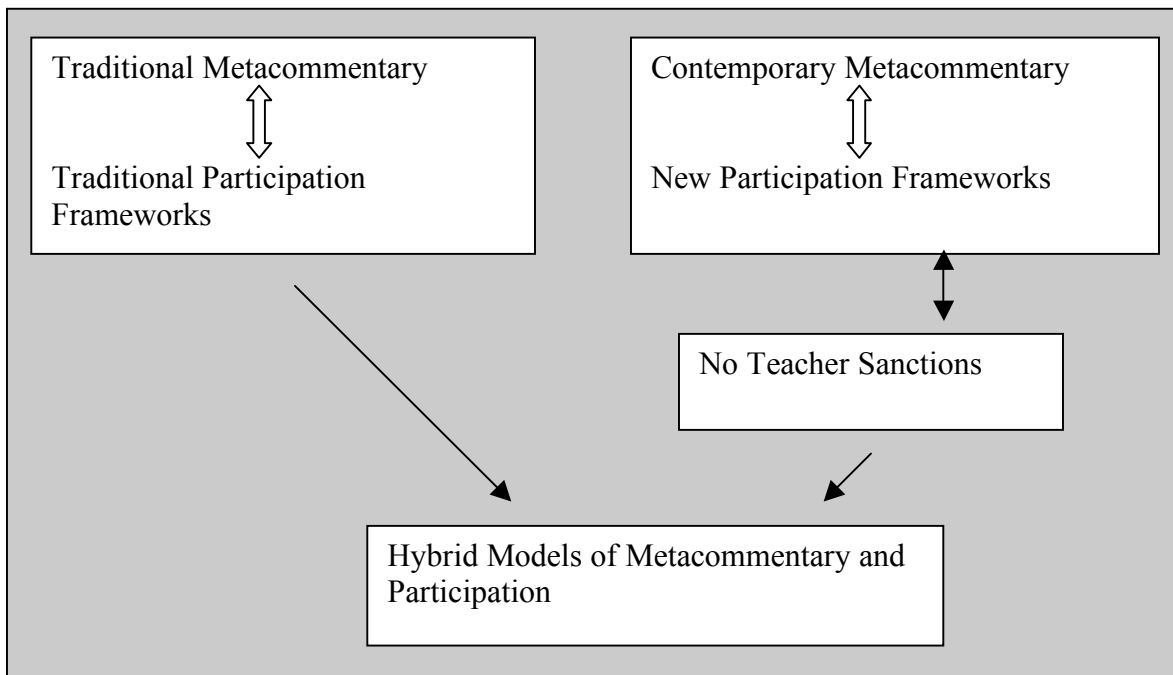 Traditional Metacommentary
Traditional Participation
Frameworks
Contemporary Metacommentary
New Participation Frameworks
No Teacher Sanctions
Hybrid Models of Metacommentary and
Participation